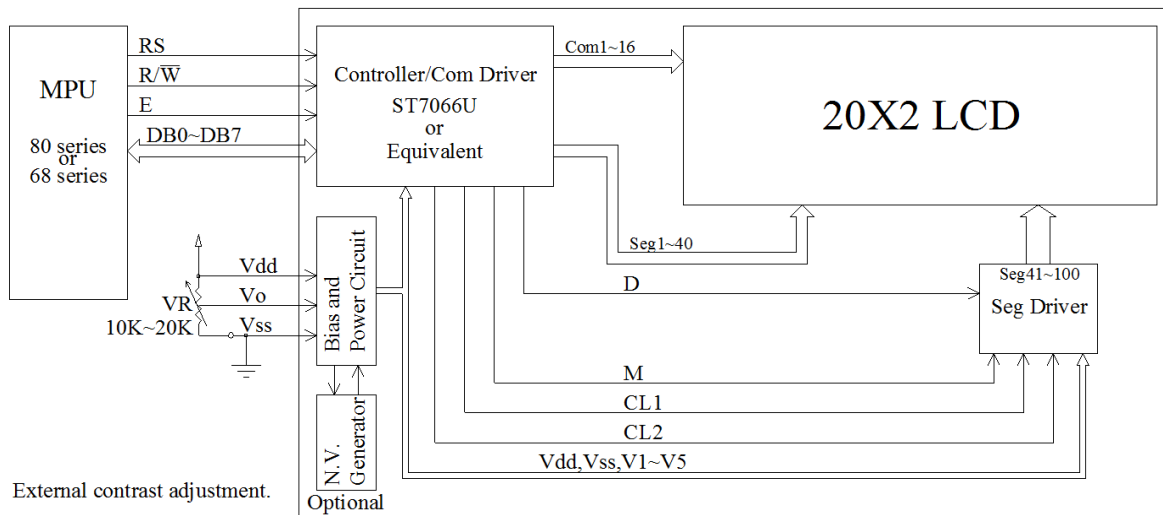 MPU
80 series
or
68 series
RS
R/W̅
E
DB0~DB7
Controller/Com Driver
ST7066U
or
Equivalent
Com1~16
20X2 LCD
Seg1~40
Seg41~100
Seg Driver
D
M
CL1
CL2
Vdd,Vss,V1~V5
Vdd
Vo
Vss
VR
10K~20K
Bias and
Power Circuit
N.V.
Generator
Optional
External contrast adjustment.